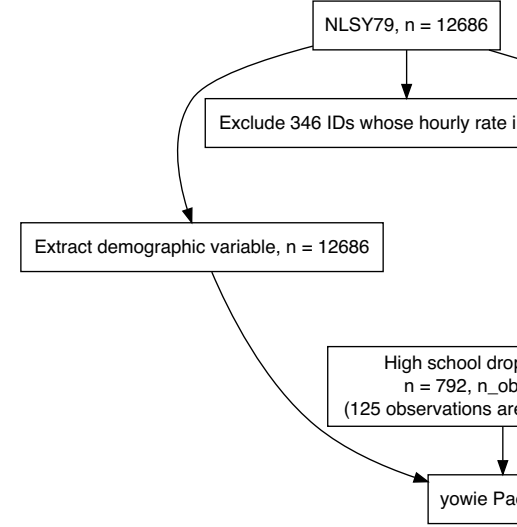 NLSY79, n = 12686
Exclude 346 IDs whose hourly rate i
Extract demographic variable, n = 12686
High school drop
n = 792, n_ob
(125 observations are
yowie Pac